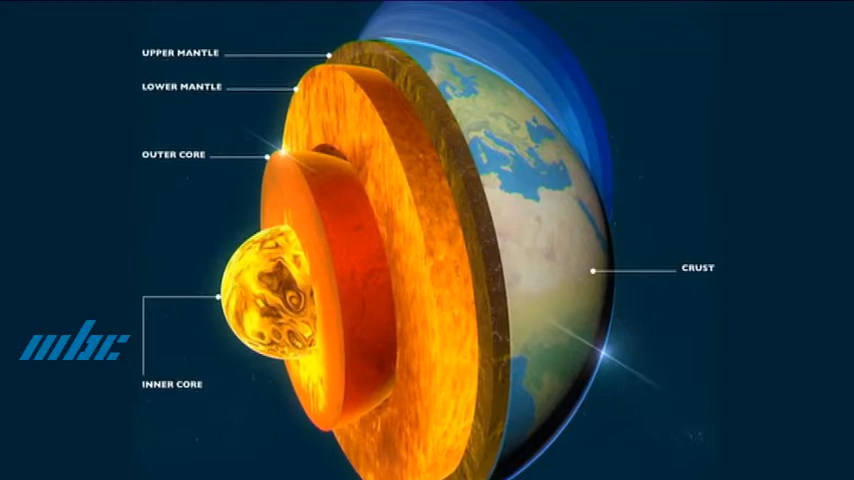 UPPER MANTLE
LOWER MANTLE
OUTER CORE
CRUST
mbc
INNER CORE